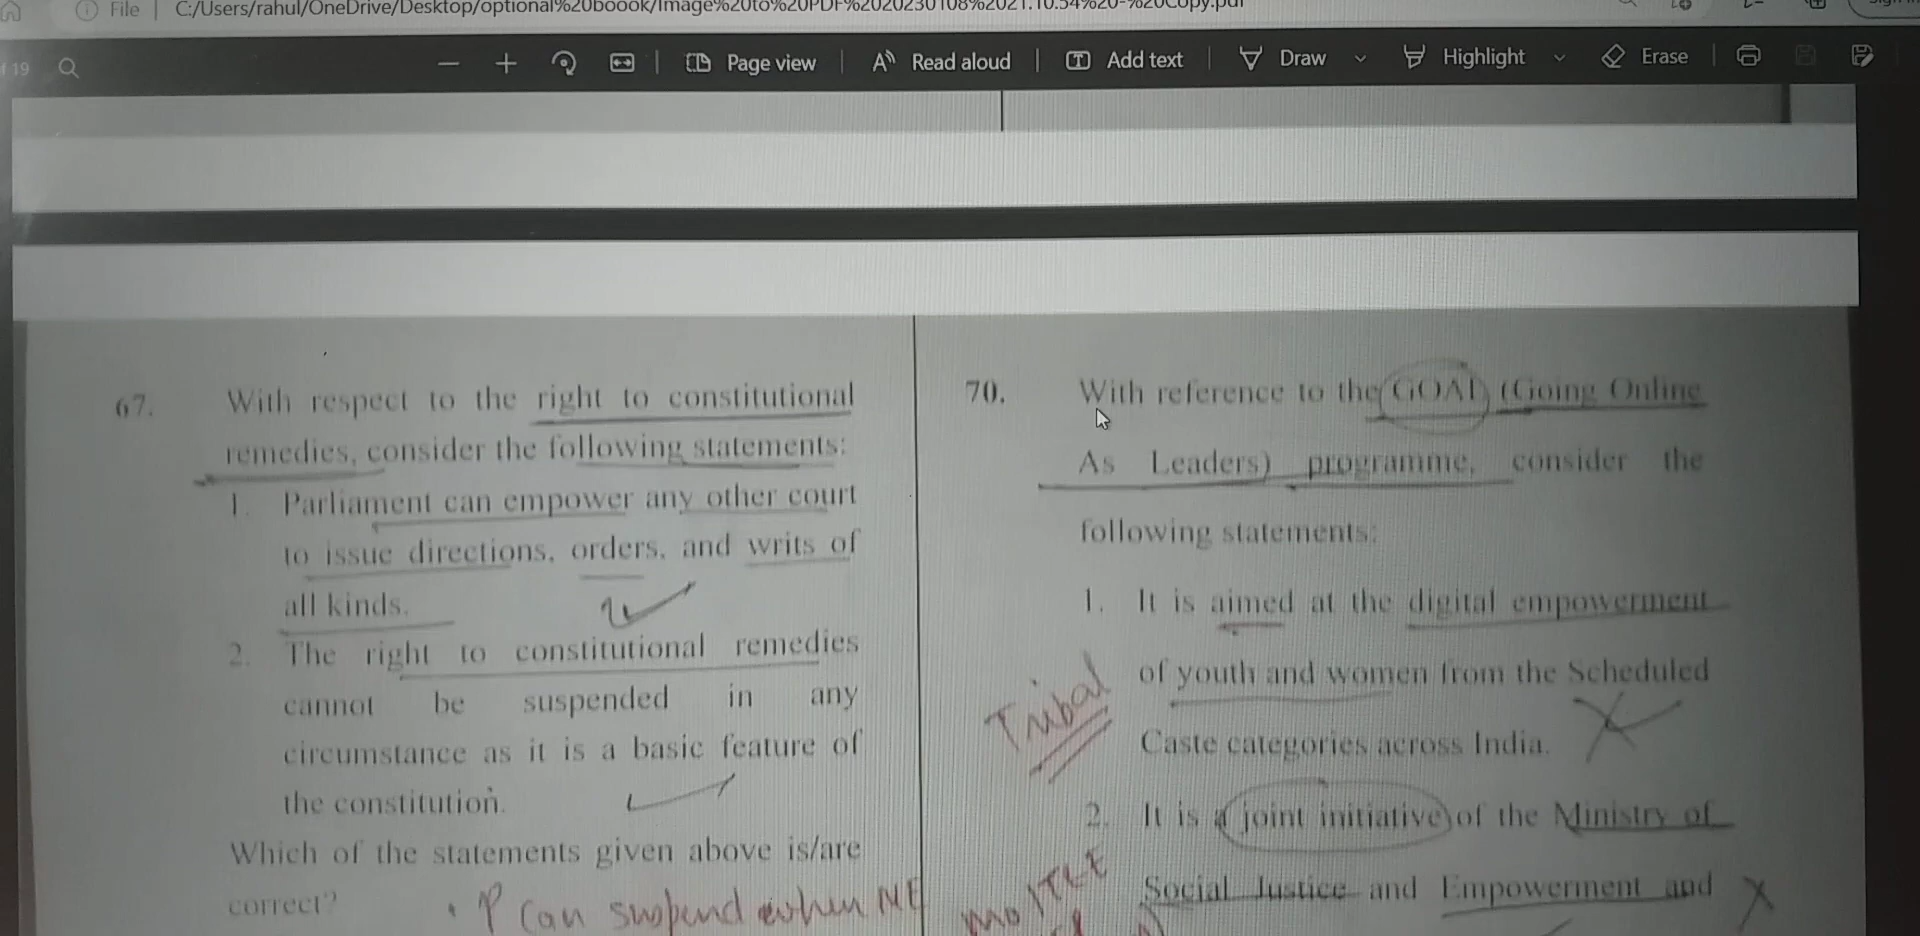 File | C:/Users/rahul/OneDrive/Desktop/optional%20boook/Image%20to%20PDF%2020230108%2021.10.54%20-%20Copy.pdf
f 19 Page view | Read aloud | Add text | Draw Highlight Erase
67. With respect to the right to constitutional
remedies, consider the following statements:
1. Parliament can empower any other court
to issue directions, orders, and writs of
all kinds.
2. The right to constitutional remedies
cannot be suspended in any
circumstance as it is a basic feature of
the constitution.
Which of the statements given above is/are
correct?
P can suspend when NE
70. With reference to the GOAL (Going Online
As Leaders) programme, consider the
following statements:
1. It is aimed at the digital empowerment
of youth and women from the Scheduled
Tribal
Caste categories across India.
2. It is a joint initiative of the Ministry of
Social Justice and Empowerment and